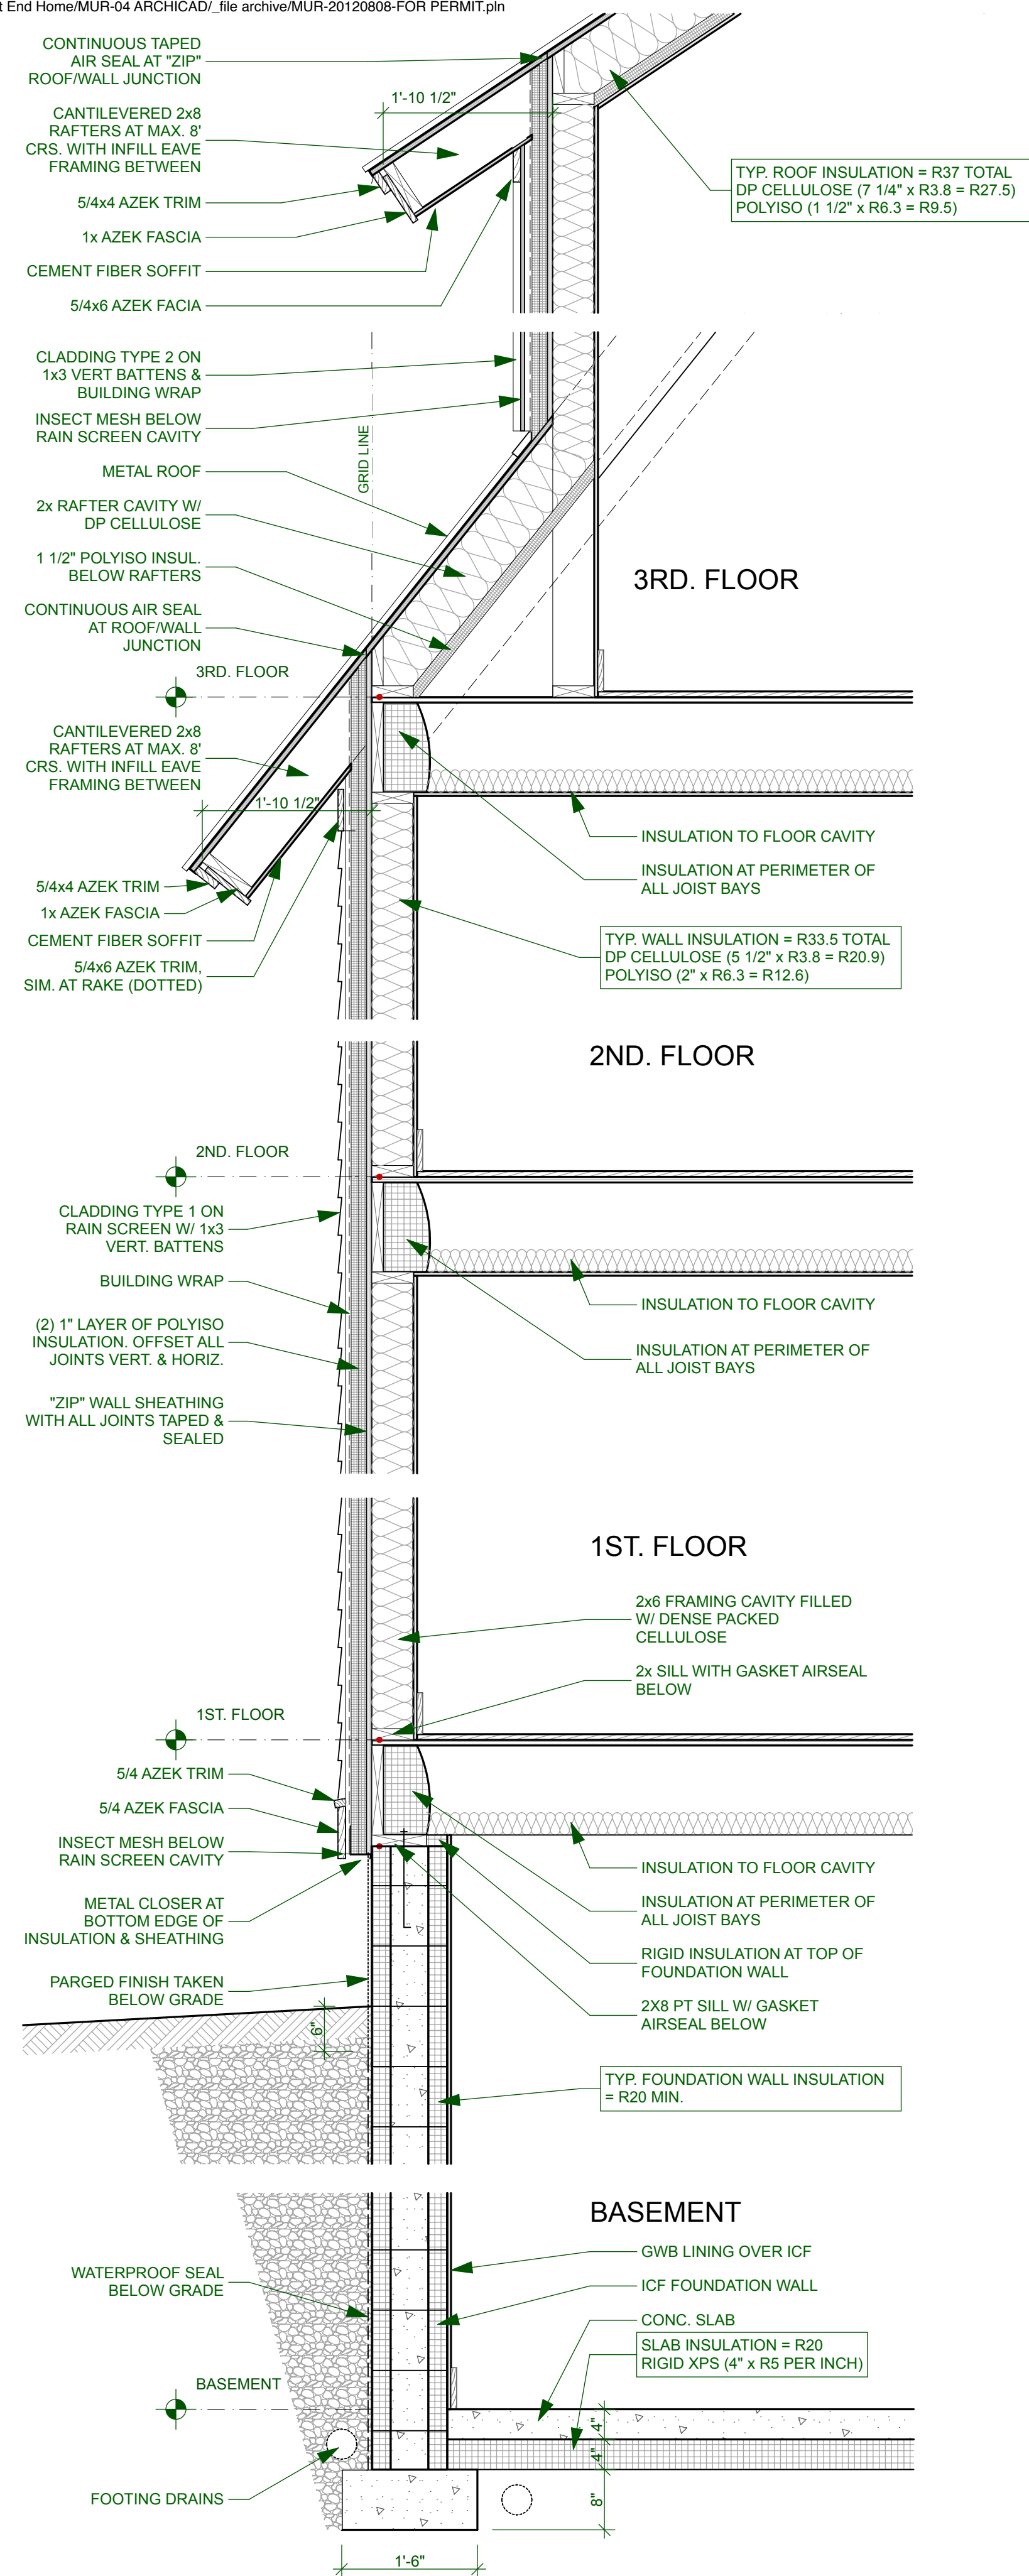 t End Home/MUR-04 ARCHICAD/_file archive/MUR-20120808-FOR PERMIT.pln
CONTINUOUS TAPED
AIR SEAL AT "ZIP"
ROOF/WALL JUNCTION
1'-10 1/2"
CANTILEVERED 2x8
RAFTERS AT MAX. 8'
CRS. WITH INFILL EAVE
FRAMING BETWEEN
TYP. ROOF INSULATION = R37 TOTAL
DP CELLULOSE (7 1/4" x R3.8 = R27.5)
POLYISO (1 1/2" x R6.3 = R9.5)
5/4x4 AZEK TRIM
1x AZEK FASCIA
CEMENT FIBER SOFFIT
5/4x6 AZEK FACIA
CLADDING TYPE 2 ON
1x3 VERT BATTENS &
BUILDING WRAP
INSECT MESH BELOW
RAIN SCREEN CAVITY
GRID LINE
METAL ROOF
2x RAFTER CAVITY W/
DP CELLULOSE
1 1/2" POLYISO INSUL.
BELOW RAFTERS
3RD. FLOOR
CONTINUOUS AIR SEAL
AT ROOF/WALL
JUNCTION
3RD. FLOOR
CANTILEVERED 2x8
RAFTERS AT MAX. 8'
CRS. WITH INFILL EAVE
FRAMING BETWEEN
1'-10 1/2"
INSULATION TO FLOOR CAVITY
INSULATION AT PERIMETER OF
ALL JOIST BAYS
5/4x4 AZEK TRIM
1x AZEK FASCIA
CEMENT FIBER SOFFIT
5/4x6 AZEK TRIM,
SIM. AT RAKE (DOTTED)
TYP. WALL INSULATION = R33.5 TOTAL
DP CELLULOSE (5 1/2" x R3.8 = R20.9)
POLYISO (2" x R6.3 = R12.6)
2ND. FLOOR
2ND. FLOOR
CLADDING TYPE 1 ON
RAIN SCREEN W/ 1x3
VERT. BATTENS
BUILDING WRAP
INSULATION TO FLOOR CAVITY
(2) 1" LAYER OF POLYISO
INSULATION. OFFSET ALL
JOINTS VERT. & HORIZ.
INSULATION AT PERIMETER OF
ALL JOIST BAYS
"ZIP" WALL SHEATHING
WITH ALL JOINTS TAPED &
SEALED
1ST. FLOOR
2x6 FRAMING CAVITY FILLED
W/ DENSE PACKED
CELLULOSE
2x SILL WITH GASKET AIRSEAL
BELOW
1ST. FLOOR
5/4 AZEK TRIM
5/4 AZEK FASCIA
INSECT MESH BELOW
RAIN SCREEN CAVITY
INSULATION TO FLOOR CAVITY
METAL CLOSER AT
BOTTOM EDGE OF
INSULATION & SHEATHING
INSULATION AT PERIMETER OF
ALL JOIST BAYS
RIGID INSULATION AT TOP OF
FOUNDATION WALL
PARGED FINISH TAKEN
BELOW GRADE
2X8 PT SILL W/ GASKET
AIRSEAL BELOW
6"
TYP. FOUNDATION WALL INSULATION
= R20 MIN.
BASEMENT
GWB LINING OVER ICF
WATERPROOF SEAL
BELOW GRADE
ICF FOUNDATION WALL
CONC. SLAB
SLAB INSULATION = R20
RIGID XPS (4" x R5 PER INCH)
BASEMENT
4"
4"
8"
FOOTING DRAINS
1'-6"